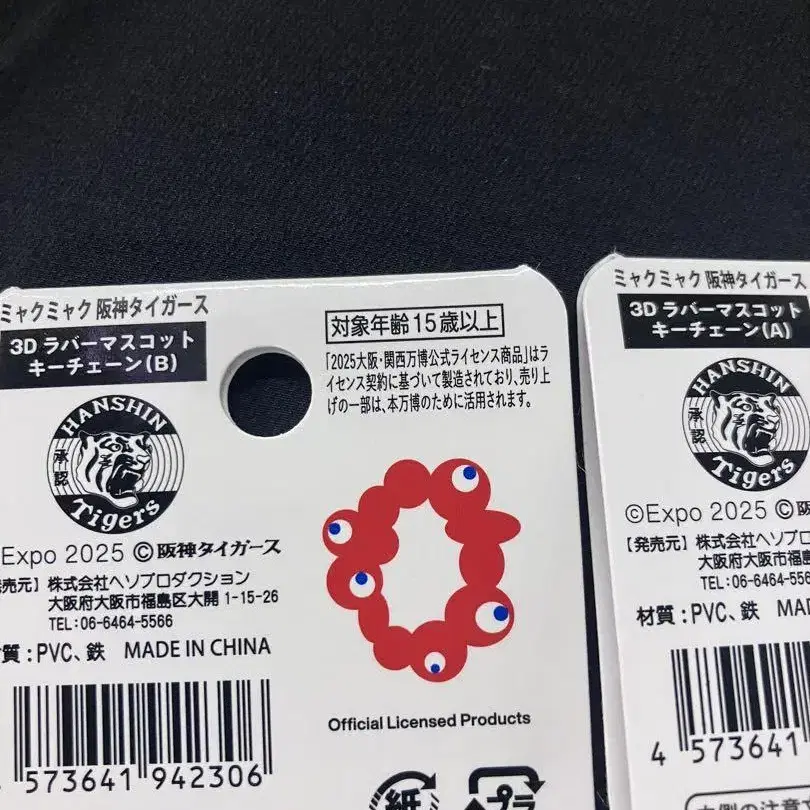 ミャクミャク 阪神タイガース
3D ラバーマスコット
キーチェーン(B)
HANSHIN
承認
Tigers
Expo 2025 ©阪神タイガース
発売元】 株式会社ヘソプロダクション
大阪府大阪市福島区大開 1-15-26
TEL:06-6464-5566
材質:PVC、鉄 MADE IN CHINA
573641 942306
対象年齢15歳以上
「2025大阪・関西万博公式ライセンス商品」はラ
イセンス契約に基づいて製造されており、売り上
げの一部は、本万博のために活用されます。
Official Licensed Products
紙
プラ
ミャクミャク 阪神タイガース
3D ラバーマスコット
キーチェーン(A)
HANSHIN
承認
Tigers
©Expo 2025 ©阪
【発売元】 株式会社ヘソプロ
大阪府大阪市福
TEL:06-6464-5
材質:PVC、鉄 MA
4 573641